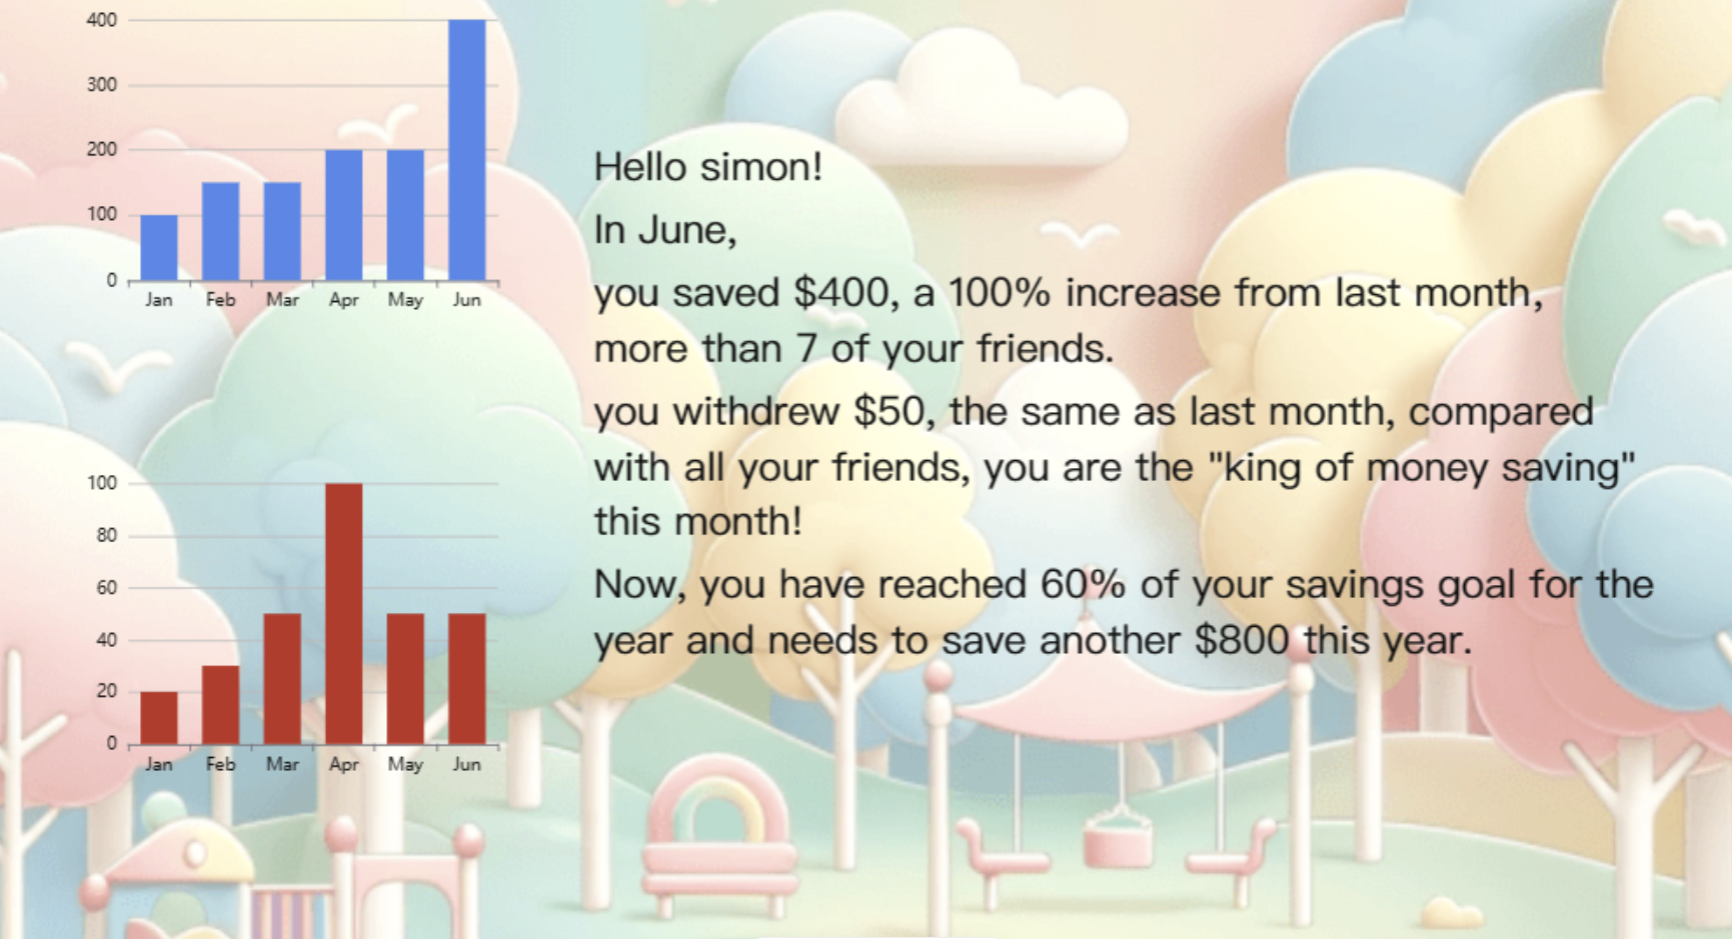 400
300
200
100
0
Jan Feb Mar Apr May Jun
Hello simon!
In June,
you saved $400, a 100% increase from last month,
more than 7 of your friends.
you withdrew $50, the same as last month, compared
with all your friends, you are the "king of money saving"
this month!
Now, you have reached 60% of your savings goal for the
year and needs to save another $800 this year.
100
80
60
40
20
0
Jan Feb Mar Apr May Jun